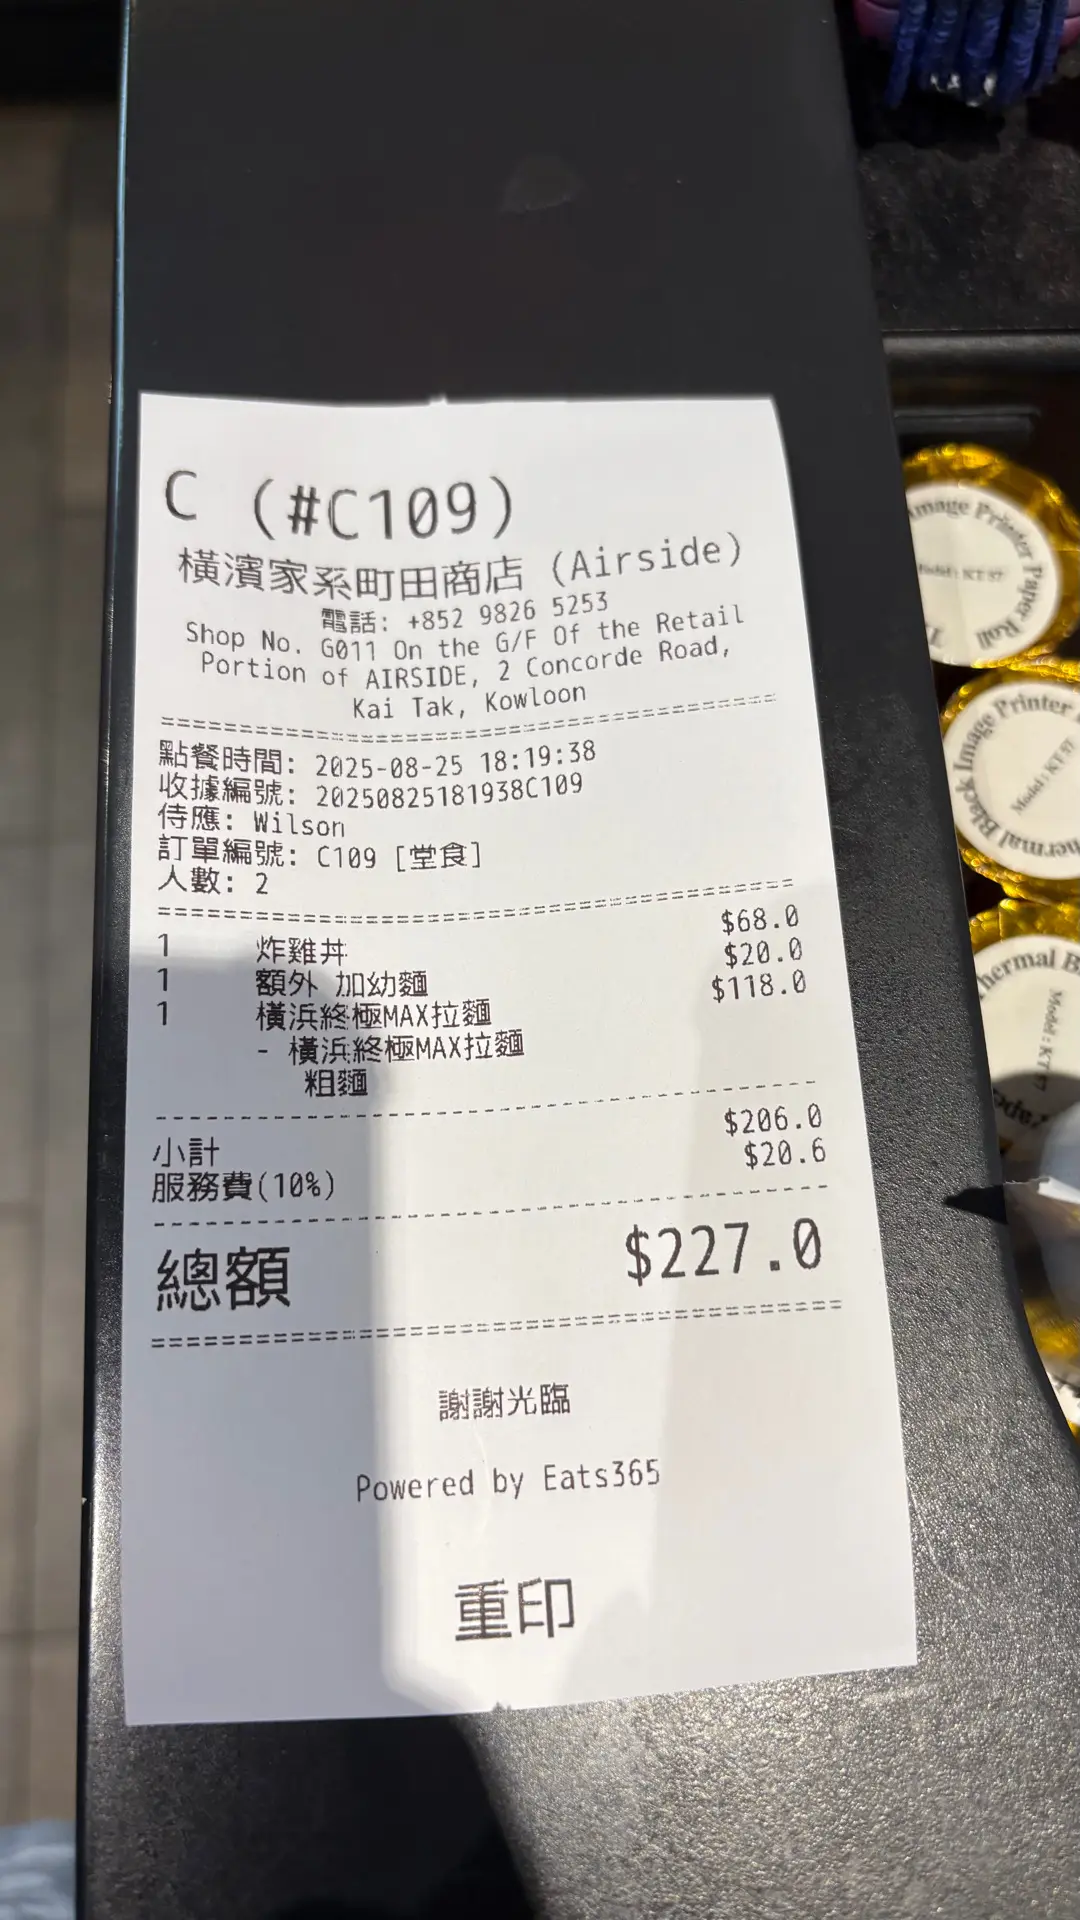 C (#C109)
橫濱家系町田商店 (Airside)
電話: +852 9826 5253
Shop No. G011 On the G/F Of the Retail
Portion of AIRSIDE, 2 Concorde Road,
Kai Tak, Kowloon
點餐時間: 2025-08-25 18:19:38
收據編號: 20250825181938C109
侍應: Wilson
訂單編號: C109 [堂食]
人數: 2
1 炸雞丼 $68.0
1 額外 加幼麵 $20.0
1 橫浜終極MAX拉麵 $118.0
- 橫浜終極MAX拉麵
粗麵
小計 $206.0
服務費(10%) $20.6
總額 $227.0
謝謝光臨
Powered by Eats365
重印
Image Printer Paper Roll
Model: KT57
Thermal Black Image Printer
Model: KT57
Thermal
Model: KT57